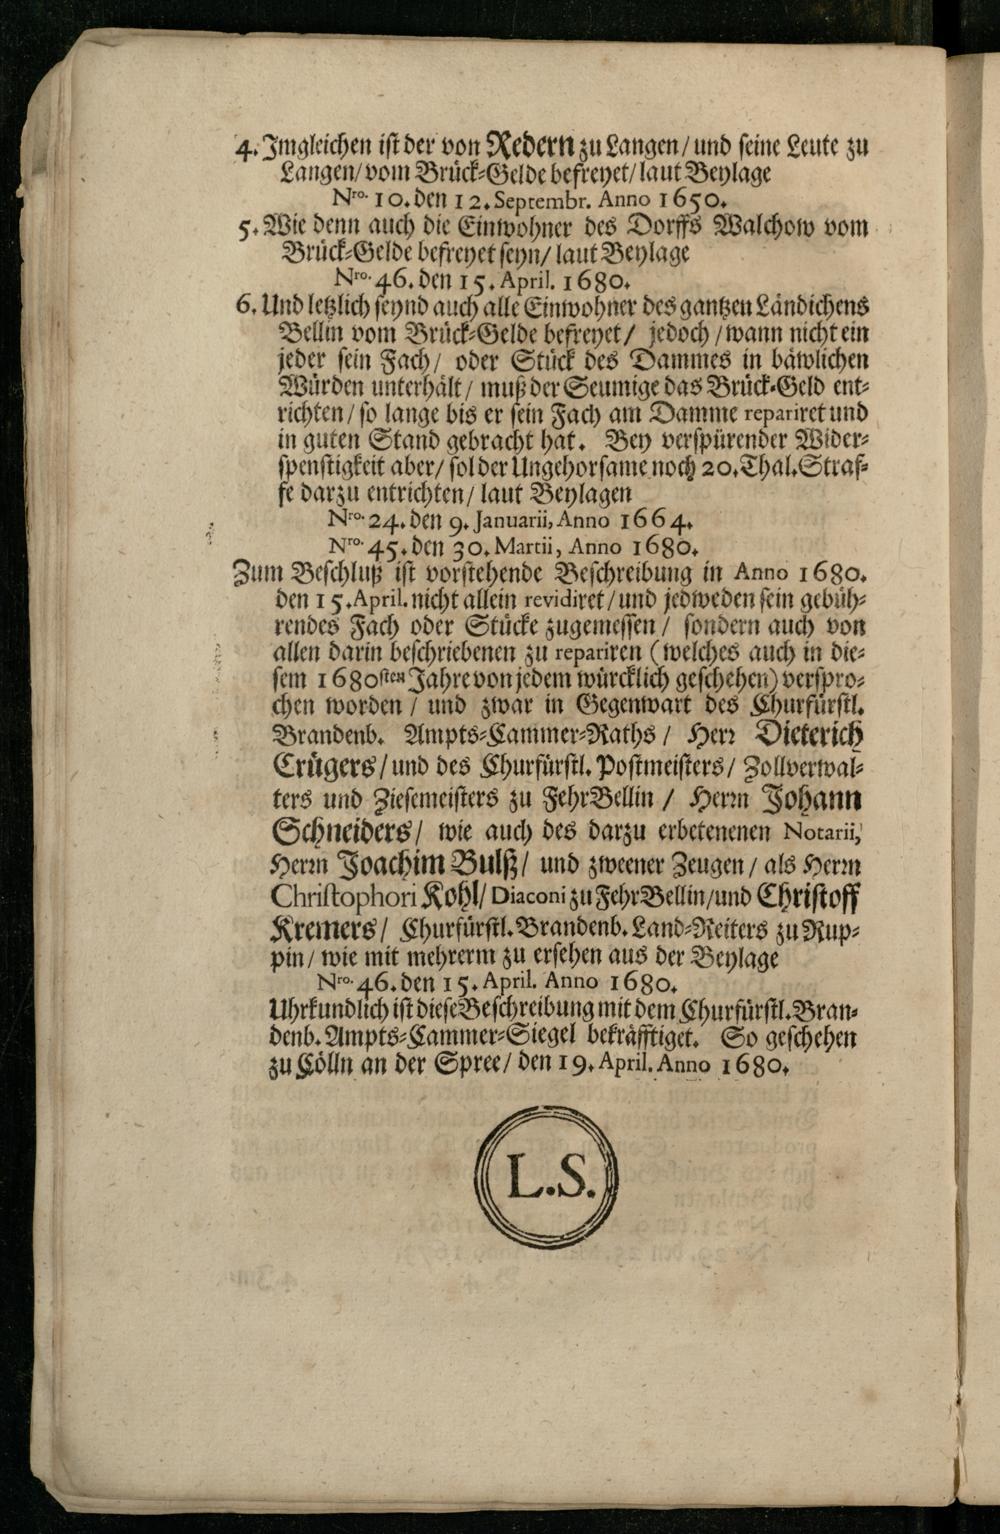 4. Imgleichen ist der von Redern zu Langen / und seine Leute zu
Langen / vom Brück-Gelde befreyet / laut Beylage
Nro. 10. den 12. Septembr. Anno 1650.
5. Wie denn auch die Einwohner des Dorffs Walchow vom
Brück-Gelde befreyet seyn / laut Beylage
Nro. 46. den 15. April. 1680.
6. Und letzlich seynd auch alle Einwohner des gantzen Ländichens
Bellin vom Brück-Gelde befreyet / jedoch / wann nicht ein
jeder sein Fach / oder Stück des Dammes in bäwlichen
Würden unterhält / muß der Seumige das Brück-Geld ent-
richten / so lange bis er sein Fach am Damme repariret und
in guten Stand gebracht hat. Bey verspürender Wider-
spenstigkeit aber / sol der Ungehorsame noch 20. Thal. Straf-
fe darzu entrichten / laut Beylagen
Nro. 24. den 9. Januarii, Anno 1664.
Nro. 45. den 30. Martii, Anno 1680.
Zum Beschluß ist vorstehende Beschreibung in Anno 1680.
den 15. April. nicht allein revidiret / und jedweden sein gebüh-
rendes Fach oder Stücke zugemessen / sondern auch von
allen darin beschriebenen zu repariren (welches auch in die-
sem 1680sten Jahre von jedem würcklich geschehen) verspro-
chen worden / und zwar in Gegenwart des Churfürstl.
Brandenb. Ampts-Cammer-Raths / Herr Dieterich
Crügers / und des Churfürstl. Postmeisters / Zollverwal-
ters und Ziesemeisters zu FehrBellin / Herrn Johann
Schneiders / wie auch des darzu erbetenenen Notarii,
Herrn Joachim Bulß / und zweener Zeugen / als Herrn
Christophori Kohl / Diaconi zu FehrBellin / und Christoff
Kremers / Churfürstl. Brandenb. Land-Reiters zu Rup-
pin / wie mit mehrerm zu ersehen aus der Beylage
Nro. 46. den 15. April. Anno 1680.
Uhrkundlich ist diese Beschreibung mit dem Churfürstl. Bran-
denb. Ampts-Cammer-Siegel bekräfftiget. So geschehen
zu Cölln an der Spree / den 19. April. Anno 1680.
L.S.